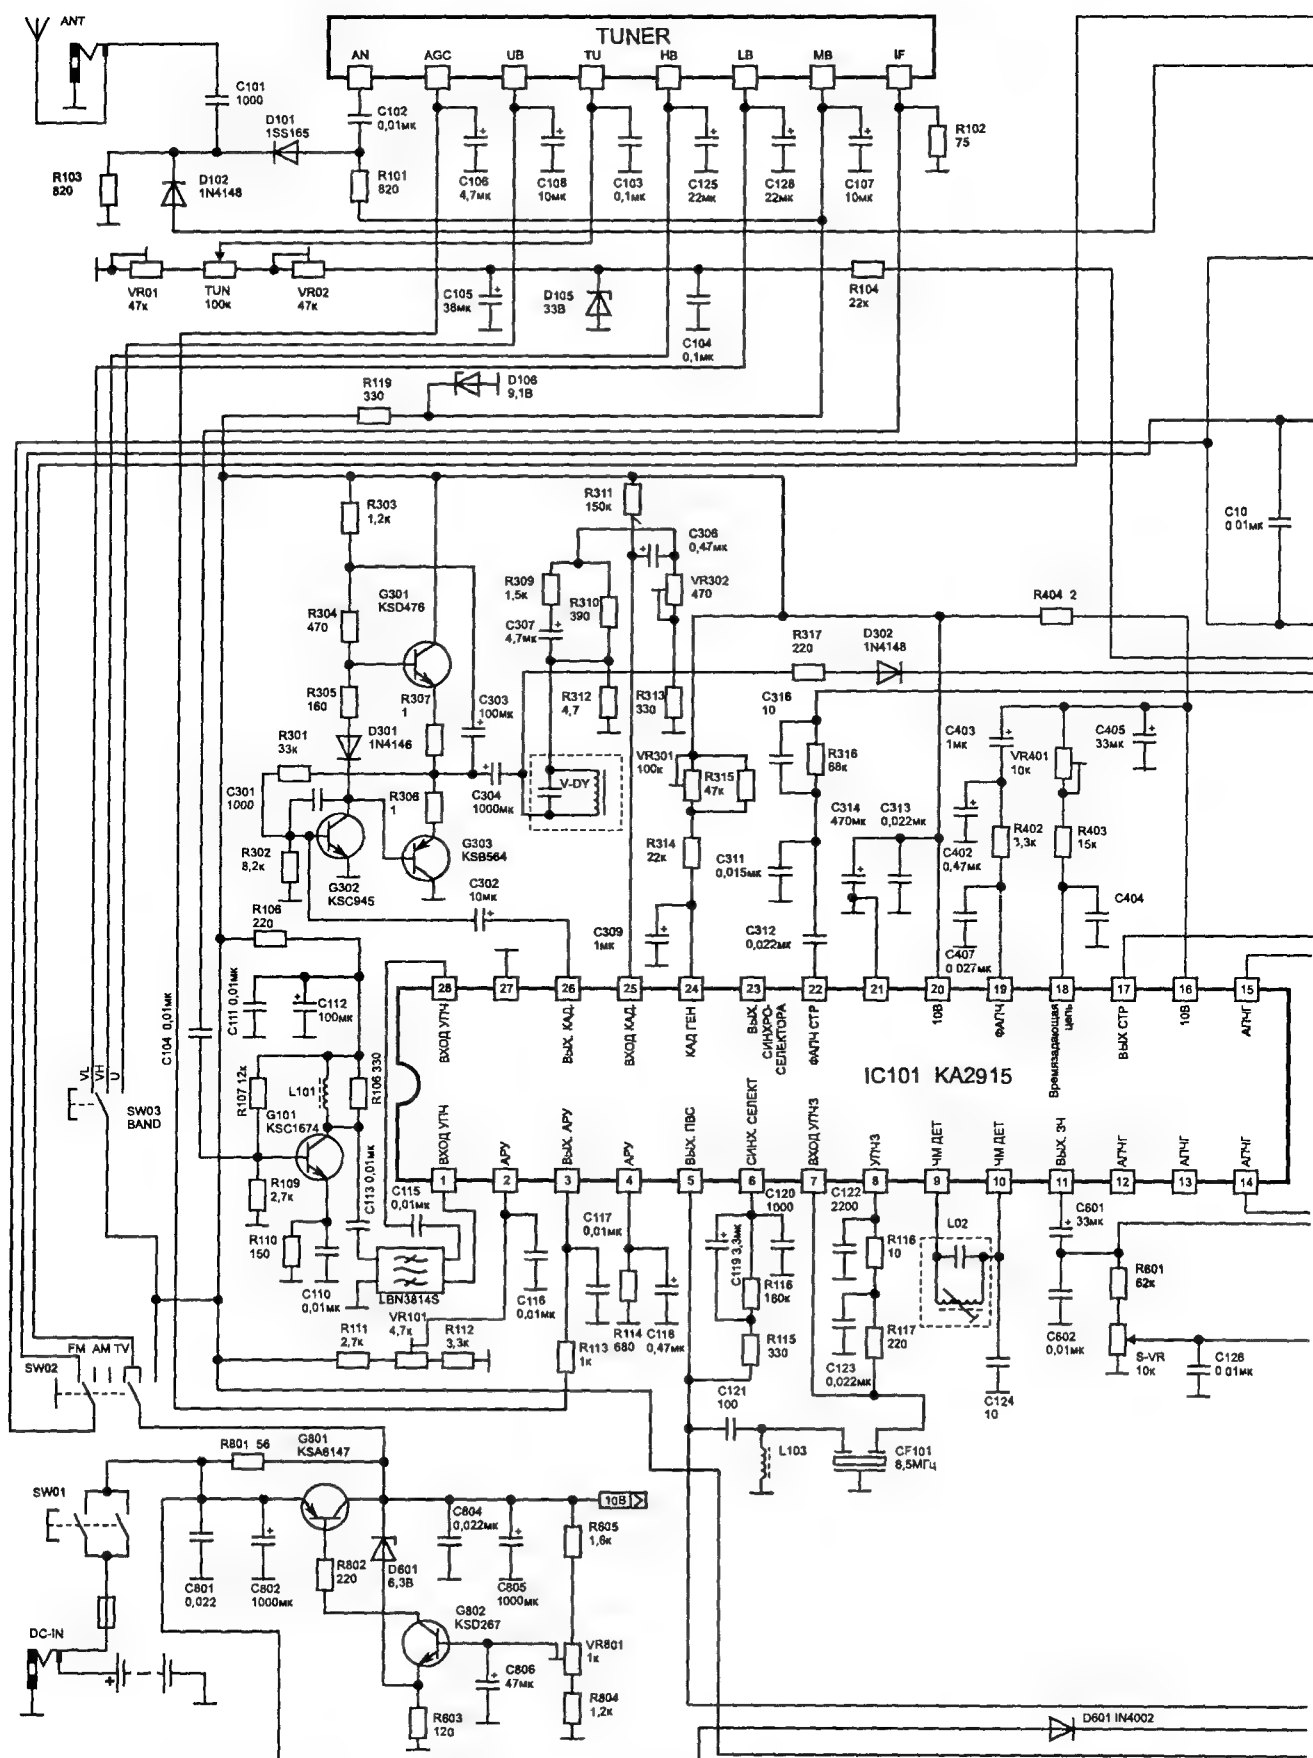 ANT
TUNER
AN
AGC
UB
TU
HB
LB
MB
IF
C101
1000
C102
0,01мк
D101
1SS165
R103
820
D102
1N4148
R101
820
C106
4,7мк
C108
10мк
C103
0,1мк
C125
22мк
C128
22мк
C107
10мк
R102
75
VR01
47к
TUN
100к
VR02
47к
C105
38мк
D105
33В
C104
0,1мк
R104
22к
R119
330
D106
9,1В
R303
1,2к
R311
150к
C306
0,47мк
C10
0 01мк
R304
470
G301
KSD476
R309
1,5к
R310
390
VR302
470
C307
4,7мк
R404 2
R317
220
D302
1N4148
R305
160
R307
1
C303
100мк
R312
4,7
R313
330
C316
10
C403
1мк
C405
33мк
R301
33к
D301
1N4146
VR301
100к
R315
47к
R316
68к
VR401
10к
C301
1000
R306
1
C304
1000мк
V-DY
C314
470мк
C313
0,022мк
R302
8,2к
G303
KSB564
R314
22к
C311
0,015мк
C402
0,47мк
R402
3,3к
R403
15к
G302
KSC945
C302
10мк
R106
220
C309
1мк
C312
0,022мк
C407
0 027мк
C404
C111 0,01мк
C112
100мк
C104 0,01мк
28
27
26
25
24
23
22
21
20
19
18
17
16
15
ВХОД УПЧ
ВЫХ. КАД.
ВХОД КАД.
КАД ГЕН
ВЫХ.
СИНХРО-
СЕЛЕКТОРА
ФАПЧ СТР
10В
ФАПЧ
Времязадающая
цепь
ВЫХ СТР
10В
АПЧГ
IC101 KA2915
R107 12к
L101
R106 330
VL
VH
U
SW03
BAND
G101
KSC1674
ВХОД УПЧ
АРУ
ВЫХ. АРУ
АРУ
ВЫХ. ПВС
СИНХ. СЕЛЕКТ
ВХОД УПЧЗ
УПЧЗ
ЧМ ДЕТ
ЧМ ДЕТ
ВЫХ. ЗЧ
АПЧГ
АПЧГ
АПЧГ
1
2
3
4
5
6
7
8
9
10
11
12
13
14
R109
2,7к
C113 0,01мк
C115
0,01мк
C117
0,01мк
C120
1000
C122
2200
C601
33мк
L02
R110
150
C119 3,3мк
R116
10
R601
62к
C110
0,01мк
LBN3814S
C116
0,01мк
R116
180к
VR101
4,7к
R111
2,7к
R112
3,3к
R113
1к
R114
680
C118
0,47мк
R115
330
R117
220
C123
0,022мк
C602
0,01мк
S-VR
10к
C126
0 01мк
FM AM TV
SW02
C121
100
C124
10
L103
CF101
8,5МГц
R801 56
G801
KSA6147
SW01
10В
C804
0,022мк
R605
1,6к
R802
220
D601
6,3В
C801
0,022
C802
1000мк
C805
1000мк
G802
KSD267
DC-IN
VR801
1к
C806
47мк
R804
1,2к
R603
120
D601 IN4002